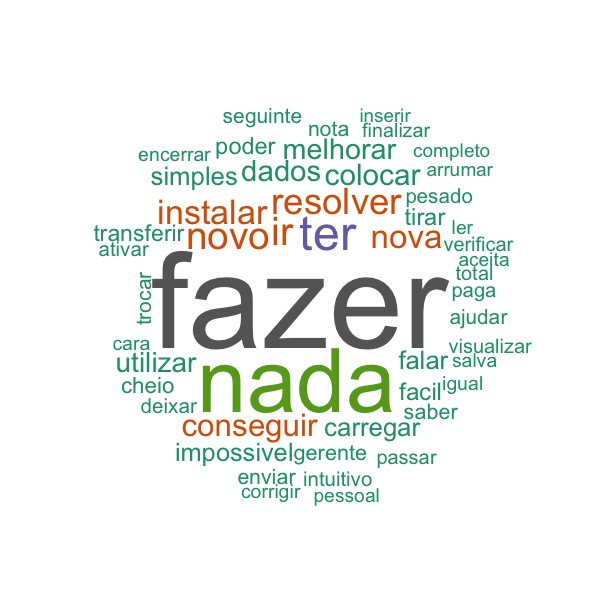 seguinte
inserir
nota
finalizar
encerrar
poder
melhorar
completo
simples
dados
colocar
arrumar
instalar
resolver
pesado
tirar
transferir
novo
ir
ter
nova
ler
verificar
ativar
aceita
total
fazer
trocar
paga
ajudar
cara
visualizar
utilizar
nada
falar
salva
cheio
facil
igual
deixar
saber
conseguir
carregar
impossivel
gerente
passar
enviar
intuitivo
corrigir
pessoal